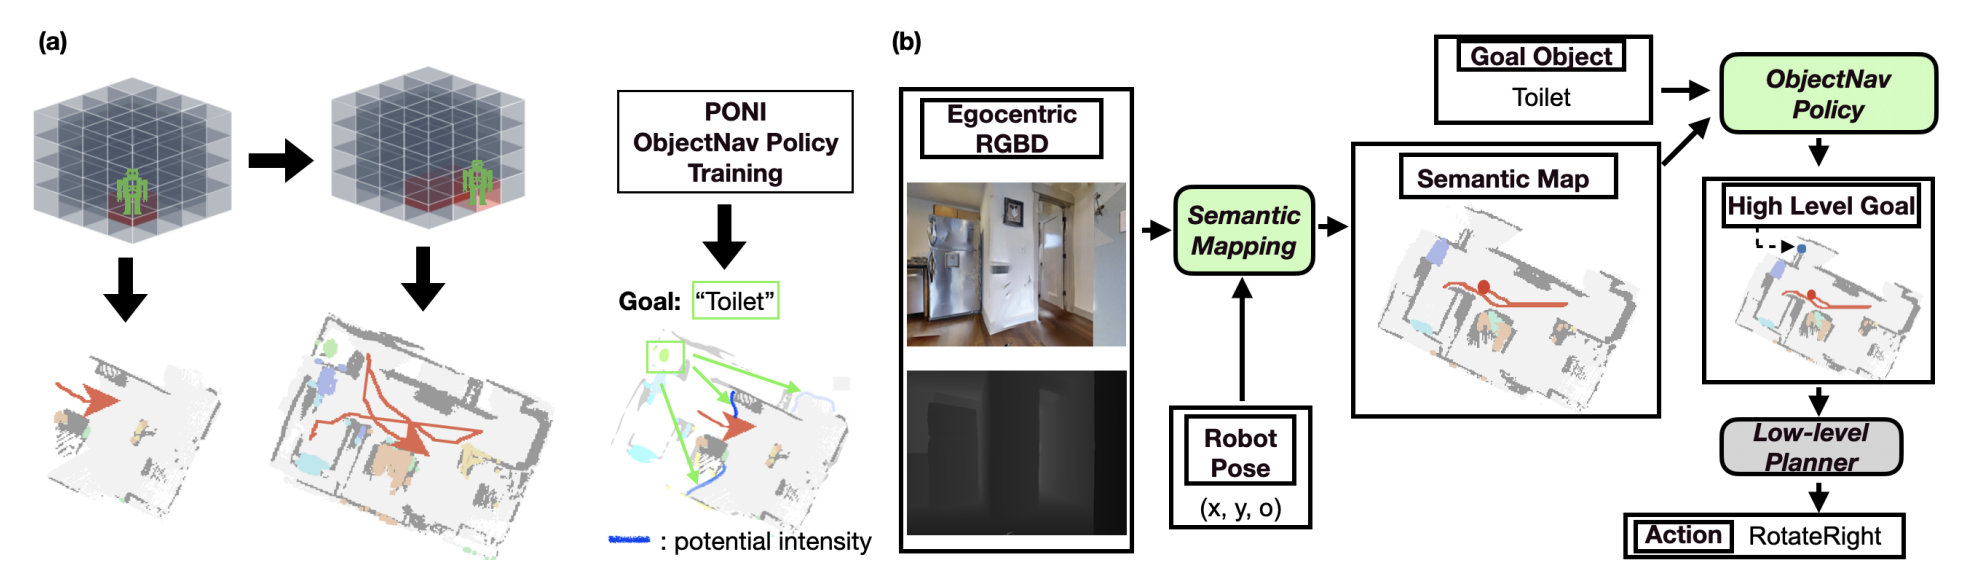 (a)
PONI
ObjectNav Policy
Training
Goal: “Toilet”
: potential intensity
(b)
Egocentric
RGBD
Semantic
Mapping
Robot
Pose
(x, y, o)
Goal Object
Toilet
Semantic Map
ObjectNav
Policy
High Level Goal
Low-level
Planner
Action RotateRight